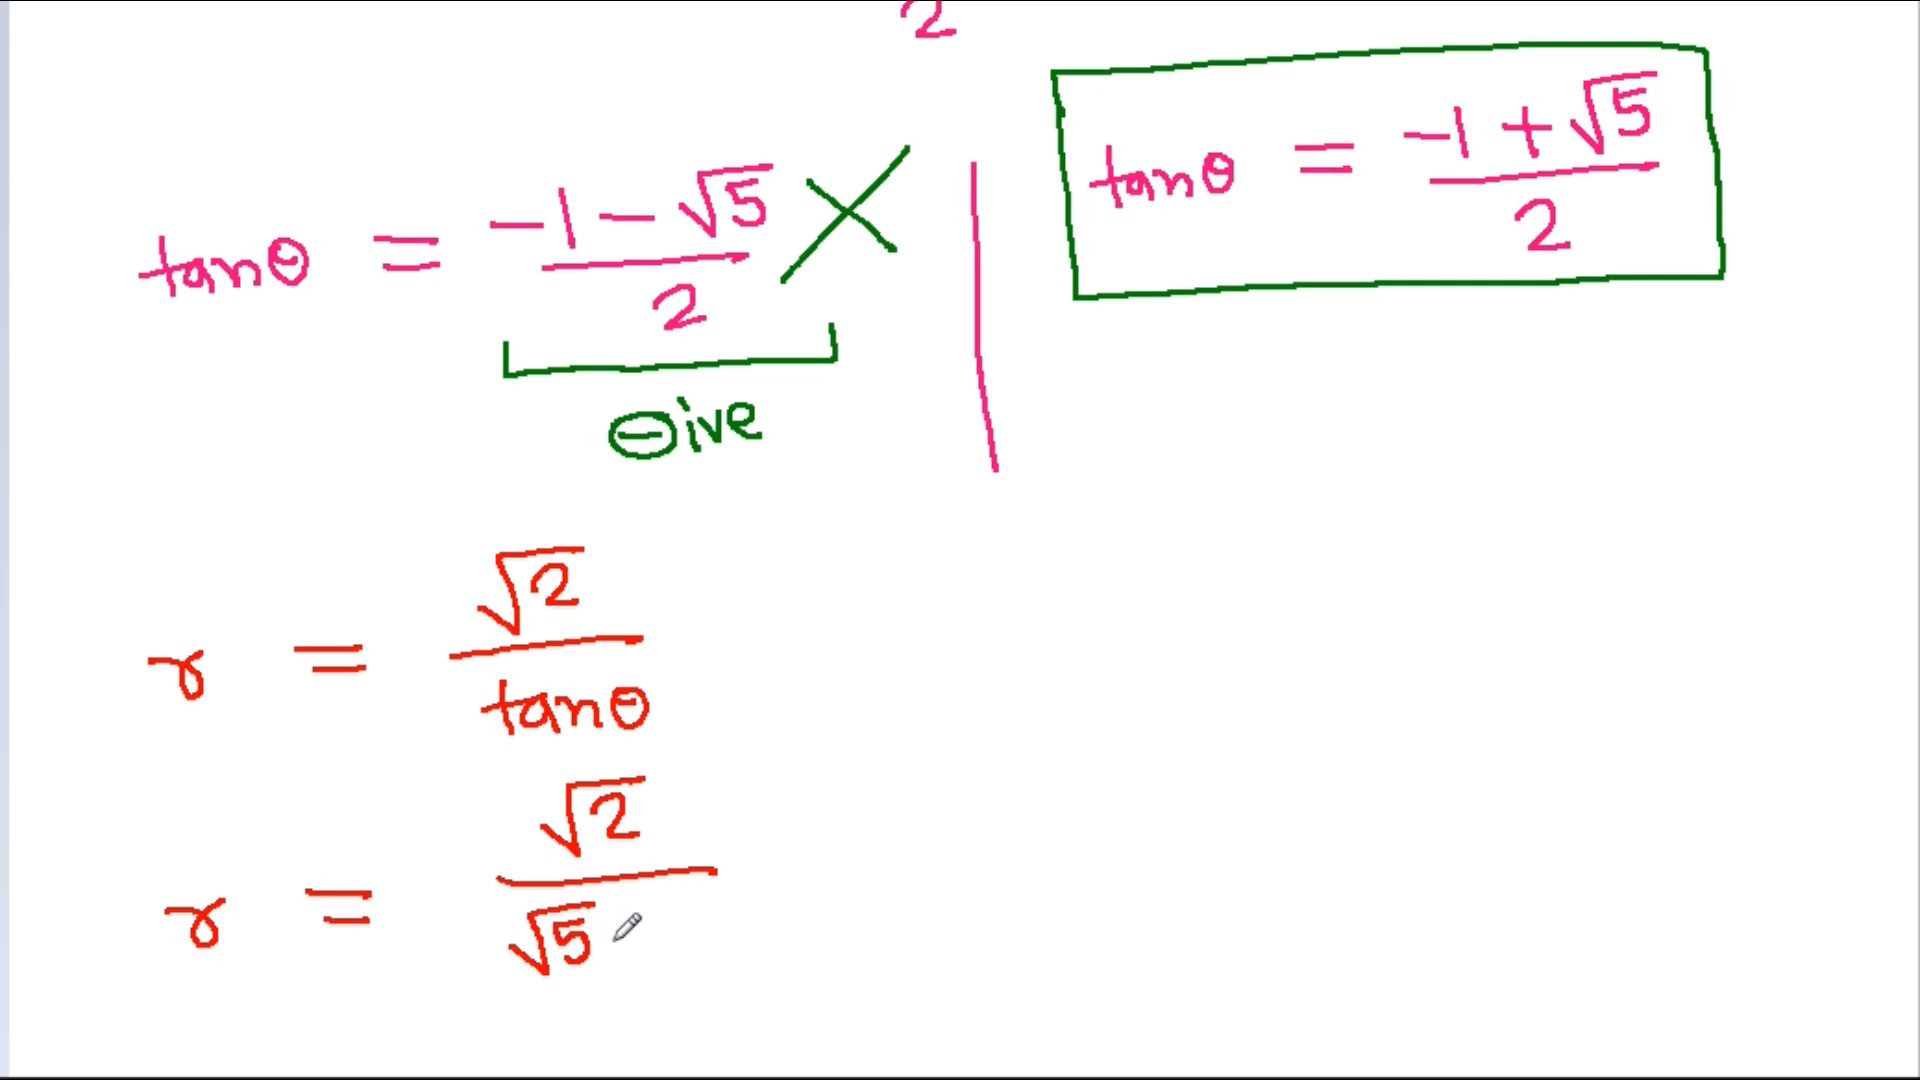 2
tanθ = (-1 - √5)/2
tanθ = (-1 + √5)/2
⊖ive
r = √2/tanθ
r = √2/√5